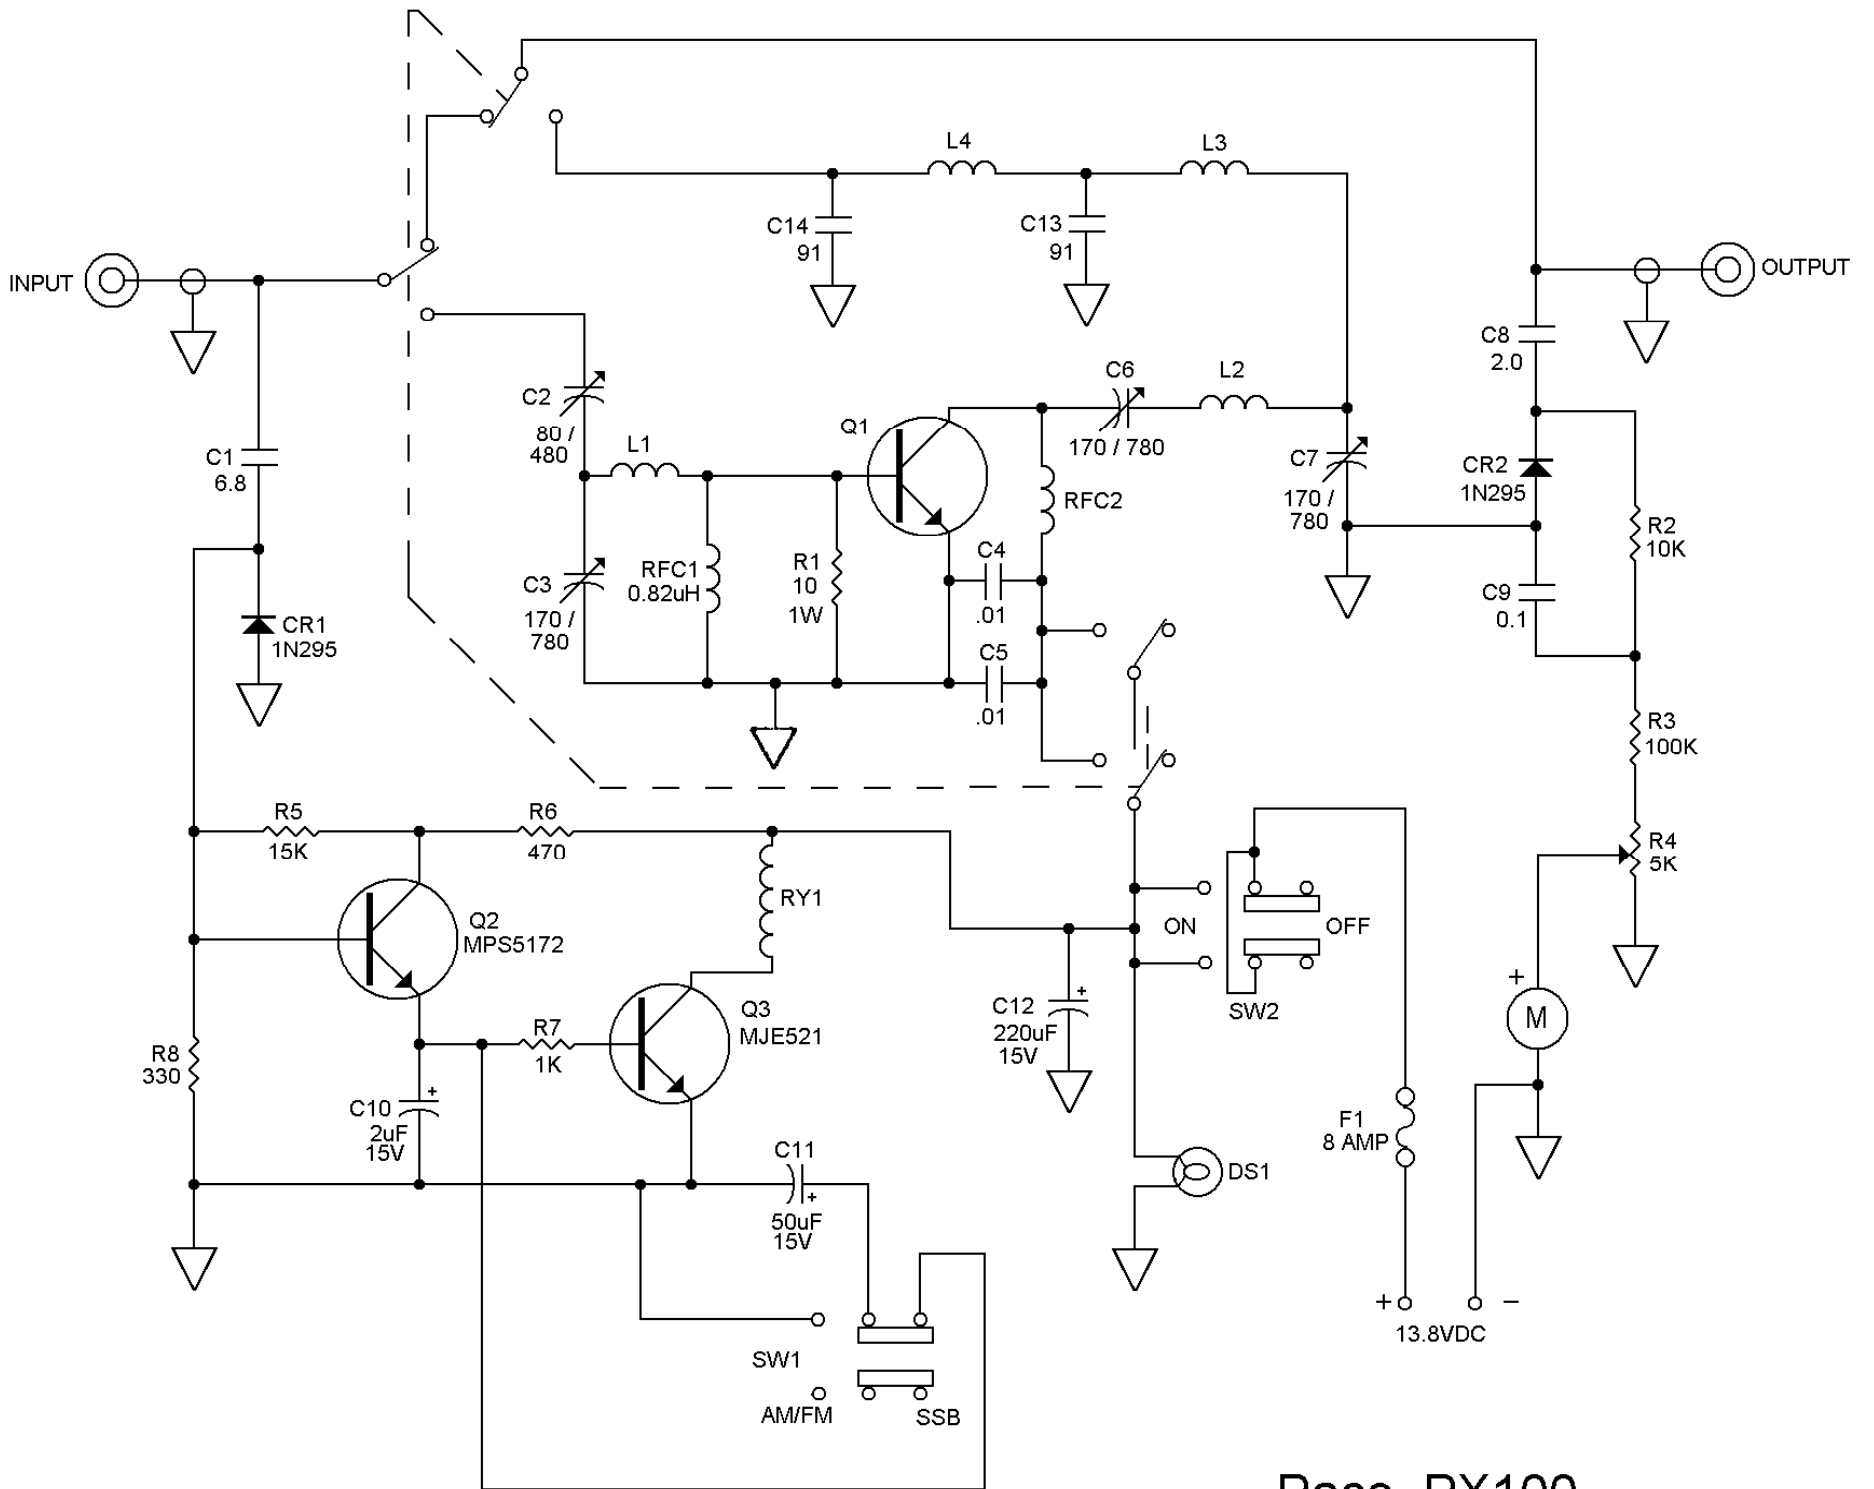 L4
L3
C14
91
C13
91
INPUT
OUTPUT
C8
2.0
C2
80 /
480
C6
170 / 780
L2
Q1
L1
C1
6.8
C7
170 /
780
CR2
1N295
RFC2
R2
10K
C3
170 /
780
RFC1
0.82uH
R1
10
1W
C4
.01
C9
0.1
CR1
1N295
C5
.01
R3
100K
R5
15K
R6
470
R4
5K
RY1
Q2
MPS5172
ON
OFF
SW2
+
M
Q3
MJE521
C12
+
220uF
15V
R7
1K
R8
330
C10
+
2uF
15V
F1
8 AMP
C11
+
50uF
15V
DS1
+ −
13.8VDC
SW1
AM/FM
SSB